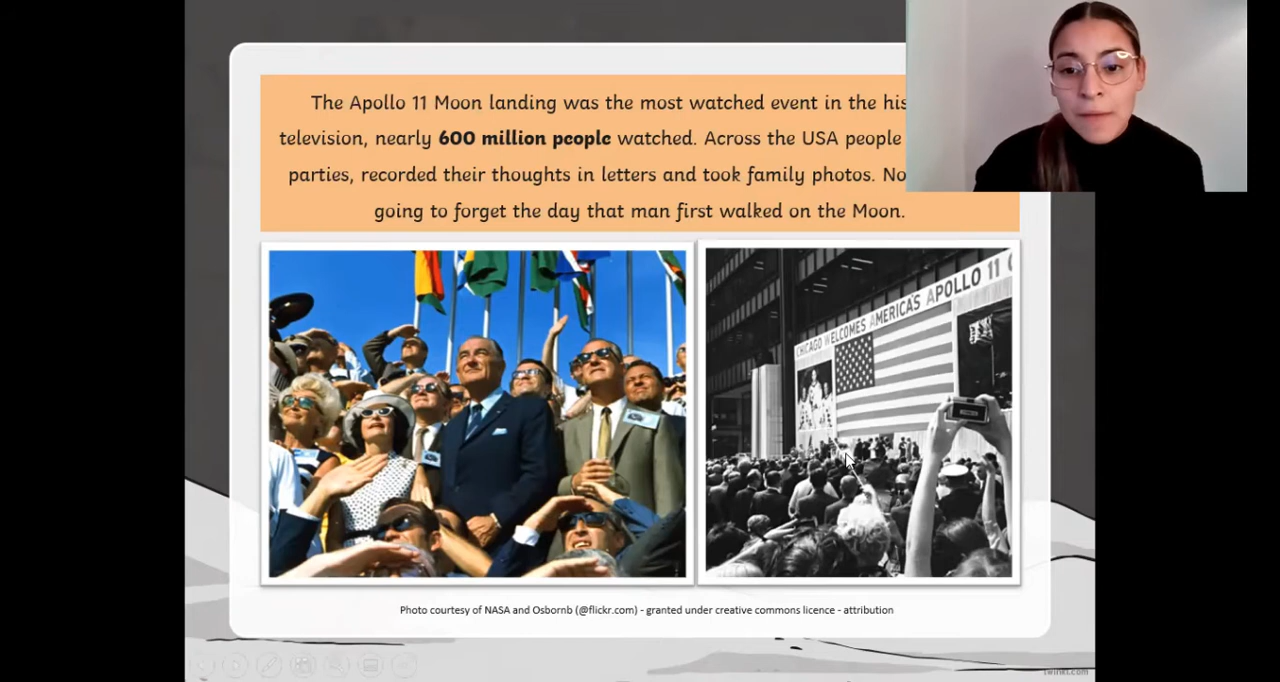 The Apollo 11 Moon landing was the most watched event in the his
television, nearly 600 million people watched. Across the USA people
parties, recorded their thoughts in letters and took family photos. No
going to forget the day that man first walked on the Moon.
CHICAGO WELCOMES AMERICA'S APOLLO 11
Photo courtesy of NASA and Osbornb (@flickr.com) - granted under creative commons licence - attribution
twinkl.com